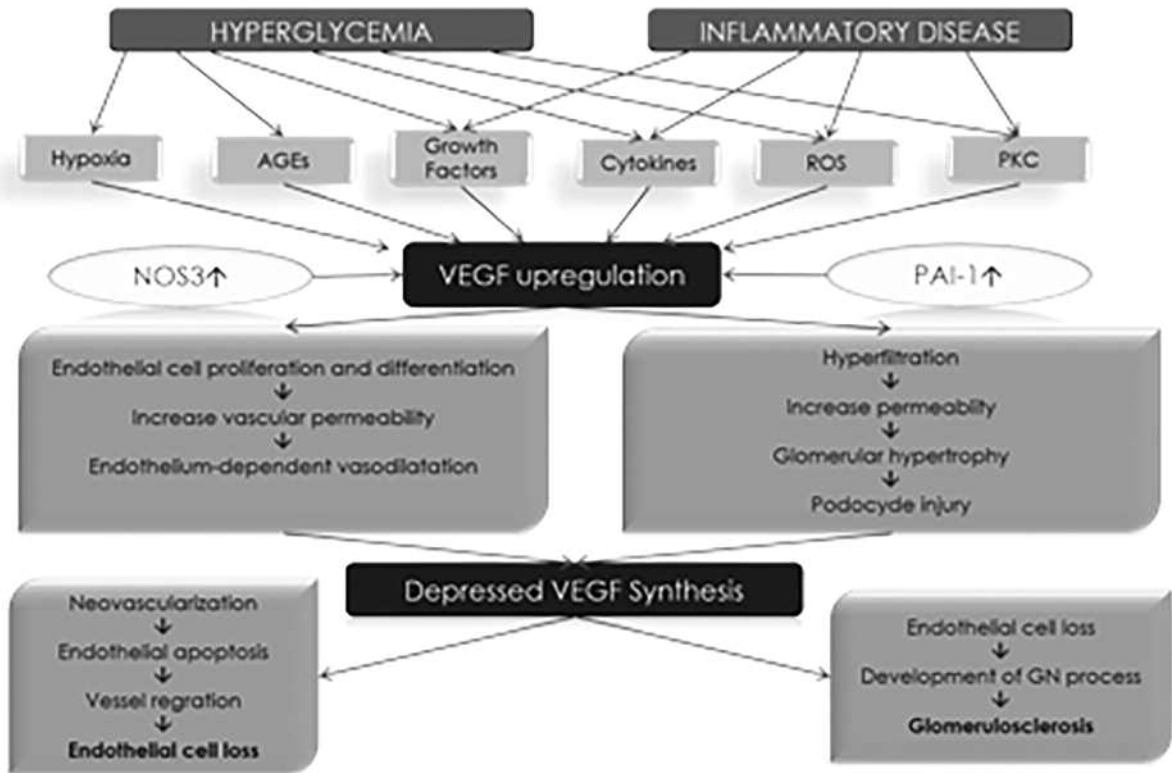 HYPERGLYCEMIA
INFLAMMATORY DISEASE
Hypoxia
AGEs
Growth
Factors
Cytokines
ROS
PKC
NOS3↑
VEGF upregulation
PAI-1↑
Endothelial cell proliferation and differentiation
↓
Increase vascular permeability
↓
Endothelium-dependent vasodilatation
Hyperfiltration
↓
Increase permeablity
↓
Glomerular hypertrophy
↓
Podocyde injury
Depressed VEGF Synthesis
Neovascularization
↓
Endothelial apoptosis
↓
Vessel regration
↓
Endothelial cell loss
Endothelial cell loss
↓
Development of GN process
↓
Glomerulosclerosis